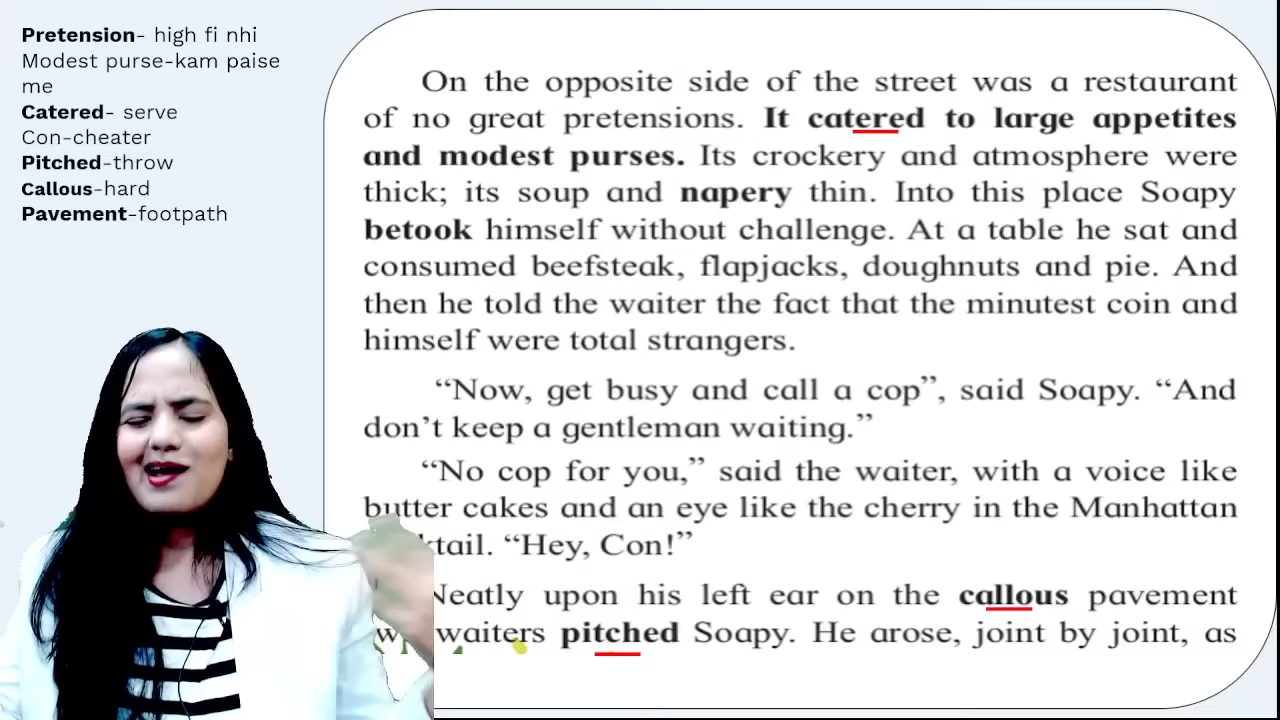 Pretension- high fi nhi
Modest purse-kam paise
me
Catered- serve
Con-cheater
Pitched-throw
Callous-hard
Pavement-footpath
On the opposite side of the street was a restaurant
of no great pretensions. It catered to large appetites
and modest purses. Its crockery and atmosphere were
thick; its soup and napery thin. Into this place Soapy
betook himself without challenge. At a table he sat and
consumed beefsteak, flapjacks, doughnuts and pie. And
then he told the waiter the fact that the minutest coin and
himself were total strangers.
“Now, get busy and call a cop”, said Soapy. “And
don’t keep a gentleman waiting.”
“No cop for you,” said the waiter, with a voice like
butter cakes and an eye like the cherry in the Manhattan
ktail. “Hey, Con!”
Neatly upon his left ear on the callous pavement
waiters pitched Soapy. He arose, joint by joint, as